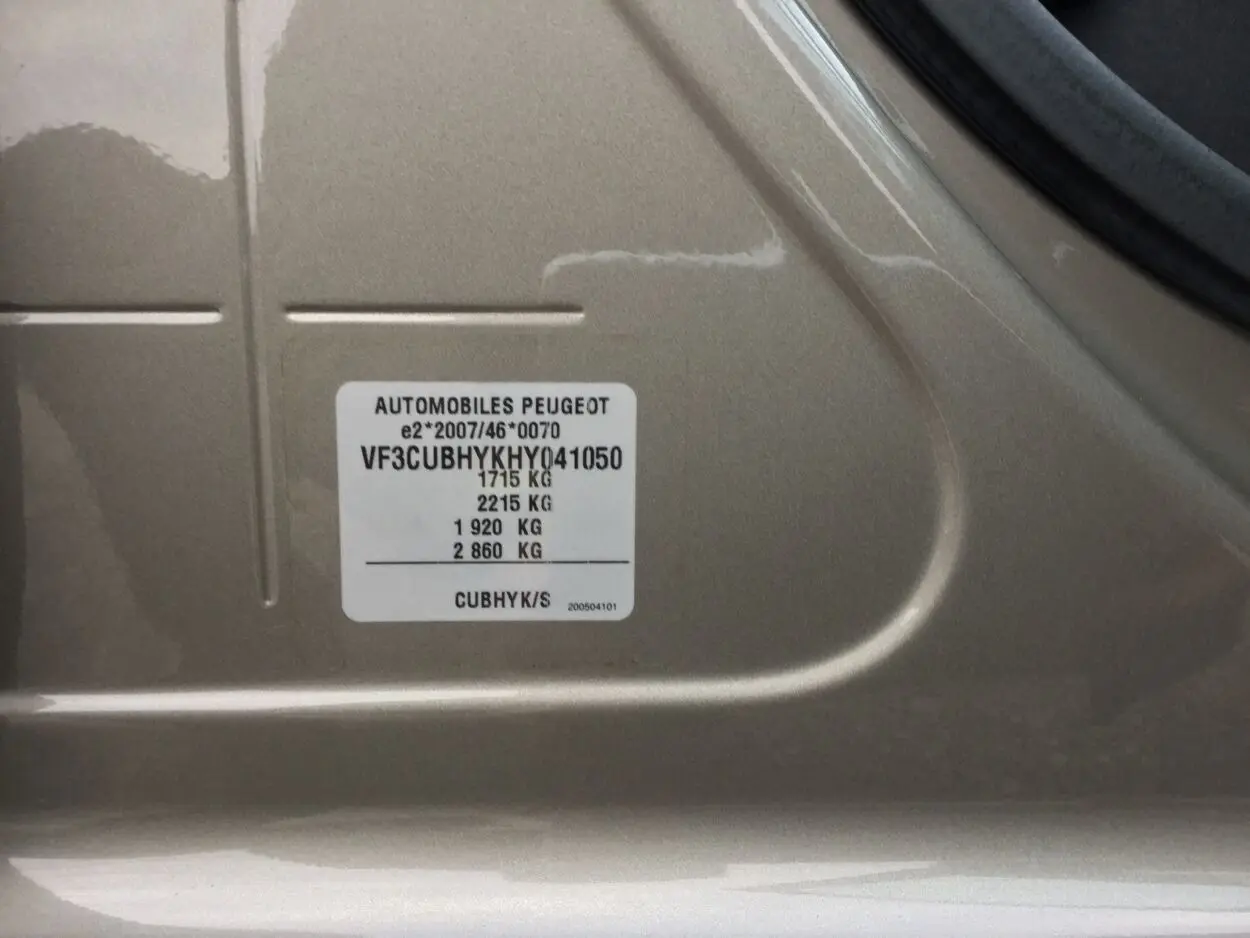 AUTOMOBILES PEUGEOT
e2*2007/46*0070
VF3CUBHYKHY041050
1715 KG
2215 KG
1 920 KG
2 860 KG
CUBHYK/S 200504101